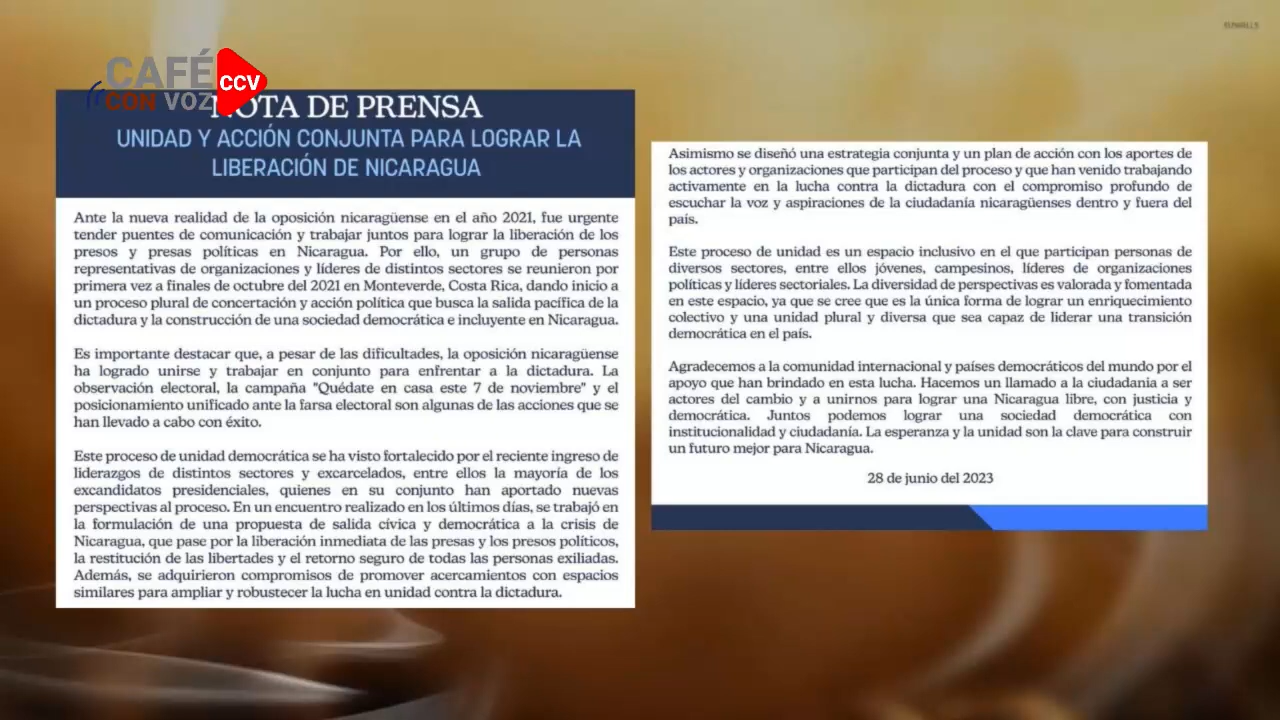 CAFÉ
CON VOZ
CCV
NOTA DE PRENSA
UNIDAD Y ACCIÓN CONJUNTA PARA LOGRAR LA
LIBERACIÓN DE NICARAGUA
Ante la nueva realidad de la oposición nicaragüense en el año 2021, fue urgente
tender puentes de comunicación y trabajar juntos para lograr la liberación de los
presos y presas políticas en Nicaragua. Por ello, un grupo de personas
representativas de organizaciones y líderes de distintos sectores se reunieron por
primera vez a finales de octubre del 2021 en Monteverde, Costa Rica, dando inicio a
un proceso plural de concertación y acción política que busca la salida pacífica de la
dictadura y la construcción de una sociedad democrática e incluyente en Nicaragua.
Es importante destacar que, a pesar de las dificultades, la oposición nicaragüense
ha logrado unirse y trabajar en conjunto para enfrentar a la dictadura. La
observación electoral, la campaña "Quédate en casa este 7 de noviembre" y el
posicionamiento unificado ante la farsa electoral son algunas de las acciones que se
han llevado a cabo con éxito.
Este proceso de unidad democrática se ha visto fortalecido por el reciente ingreso de
liderazgos de distintos sectores y excarcelados, entre ellos la mayoría de los
excandidatos presidenciales, quienes en su conjunto han aportado nuevas
perspectivas al proceso. En un encuentro realizado en los últimos días, se trabajó en
la formulación de una propuesta de salida cívica y democrática a la crisis de
Nicaragua, que pase por la liberación inmediata de las presas y los presos políticos,
la restitución de las libertades y el retorno seguro de todas las personas exiliadas.
Además, se adquirieron compromisos de promover acercamientos con espacios
similares para ampliar y robustecer la lucha en unidad contra la dictadura.
Asimismo se diseñó una estrategia conjunta y un plan de acción con los aportes de
los actores y organizaciones que participan del proceso y que han venido trabajando
activamente en la lucha contra la dictadura con el compromiso profundo de
escuchar la voz y aspiraciones de la ciudadanía nicaragüenses dentro y fuera del
país.
Este proceso de unidad es un espacio inclusivo en el que participan personas de
diversos sectores, entre ellos jóvenes, campesinos, líderes de organizaciones
políticas y líderes sectoriales. La diversidad de perspectivas es valorada y fomentada
en este espacio, ya que se cree que es la única forma de lograr un enriquecimiento
colectivo y una unidad plural y diversa que sea capaz de liderar una transición
democrática en el país.
Agradecemos a la comunidad internacional y países democráticos del mundo por el
apoyo que han brindado en esta lucha. Hacemos un llamado a la ciudadanía a ser
actores del cambio y a unirnos para lograr una Nicaragua libre, con justicia y
democrática. Juntos podemos lograr una sociedad democrática con
institucionalidad y ciudadanía. La esperanza y la unidad son la clave para construir
un futuro mejor para Nicaragua.
28 de junio del 2023